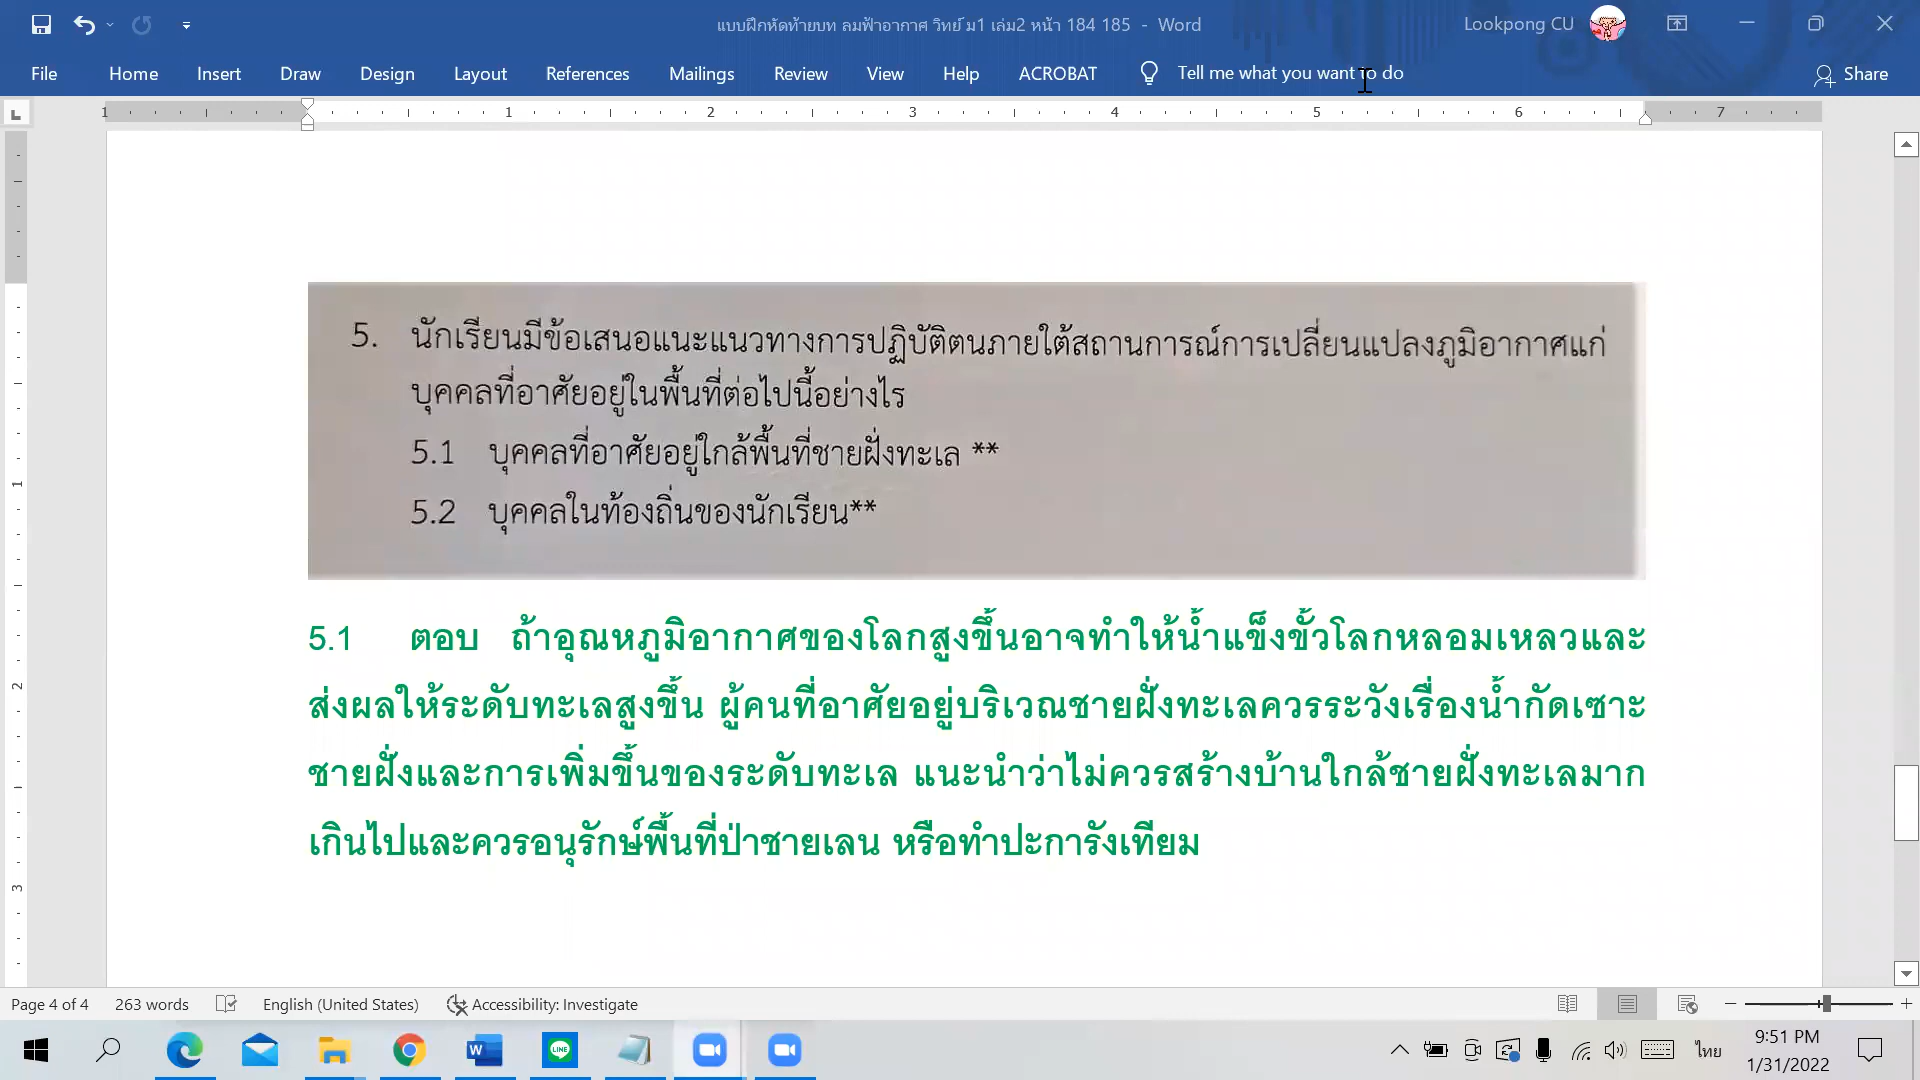 แบบฝึกหัดท้ายบท ลมฟ้าอากาศ วิทย์ ม1 เล่ม2 หน้า 184 185 - Word
Lookpong CU
File Home Insert Draw Design Layout References Mailings Review View Help ACROBAT Tell me what you want to do Share
1 1 2 3 4 5 6 7
5. นักเรียนมีข้อเสนอแนะแนวทางการปฏิบัติตนภายใต้สถานการณ์การเปลี่ยนแปลงภูมิอากาศแก่
บุคคลที่อาศัยอยู่ในพื้นที่ต่อไปนี้อย่างไร
5.1 บุคคลที่อาศัยอยู่ใกล้พื้นที่ชายฝั่งทะเล **
5.2 บุคคลในท้องถิ่นของนักเรียน**
5.1 ตอบ ถ้าอุณหภูมิอากาศของโลกสูงขึ้นอาจทำให้น้ำแข็งขั้วโลกหลอมเหลวและ
ส่งผลให้ระดับทะเลสูงขึ้น ผู้คนที่อาศัยอยู่บริเวณชายฝั่งทะเลควรระวังเรื่องน้ำกัดเซาะ
ชายฝั่งและการเพิ่มขึ้นของระดับทะเล แนะนำว่าไม่ควรสร้างบ้านใกล้ชายฝั่งทะเลมาก
เกินไปและควรอนุรักษ์พื้นที่ป่าชายเลน หรือทำปะการังเทียม
1
2
3
Page 4 of 4 263 words English (United States) Accessibility: Investigate
LINE
ไทย
9:51 PM
1/31/2022